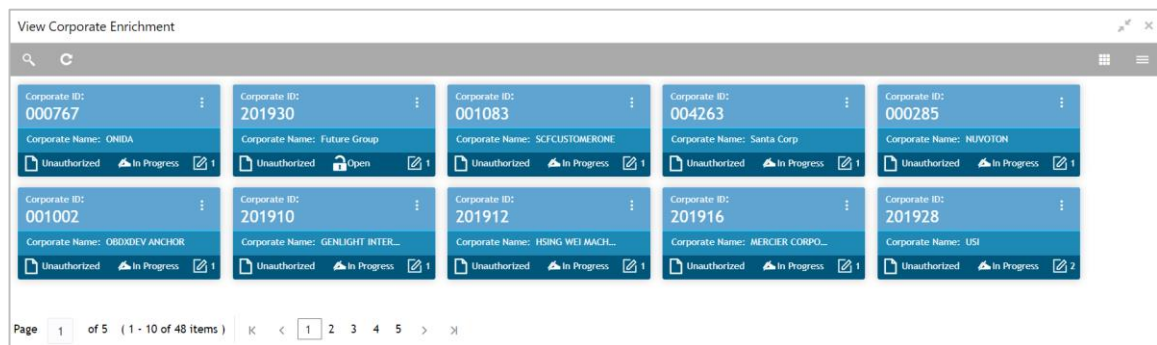 View Corporate Enrichment
Corporate ID: Corporate ID: Corporate ID: Corporate ID: Corporate ID:
000767 201930 001083 004263 000285
Corporate Name: ONIDA Corporate Name: Future Group Corporate Name: SCFCUSTOMERONE Corporate Name: Santa Corp Corporate Name: NUVOTON
Unauthorized In Progress 1 Unauthorized Open 1 Unauthorized In Progress 1 Unauthorized In Progress 1 Unauthorized In Progress 1
Corporate ID: Corporate ID: Corporate ID: Corporate ID: Corporate ID:
001002 201910 201912 201916 201928
Corporate Name: OBDXDEV ANCHOR Corporate Name: GENLIGHT INTER... Corporate Name: HSING WEI MACH... Corporate Name: MERCIER CORPO... Corporate Name: USI
Unauthorized In Progress 1 Unauthorized In Progress 1 Unauthorized In Progress 1 Unauthorized In Progress 1 Unauthorized In Progress 2
Page 1 of 5 ( 1 - 10 of 48 items ) 1 2 3 4 5